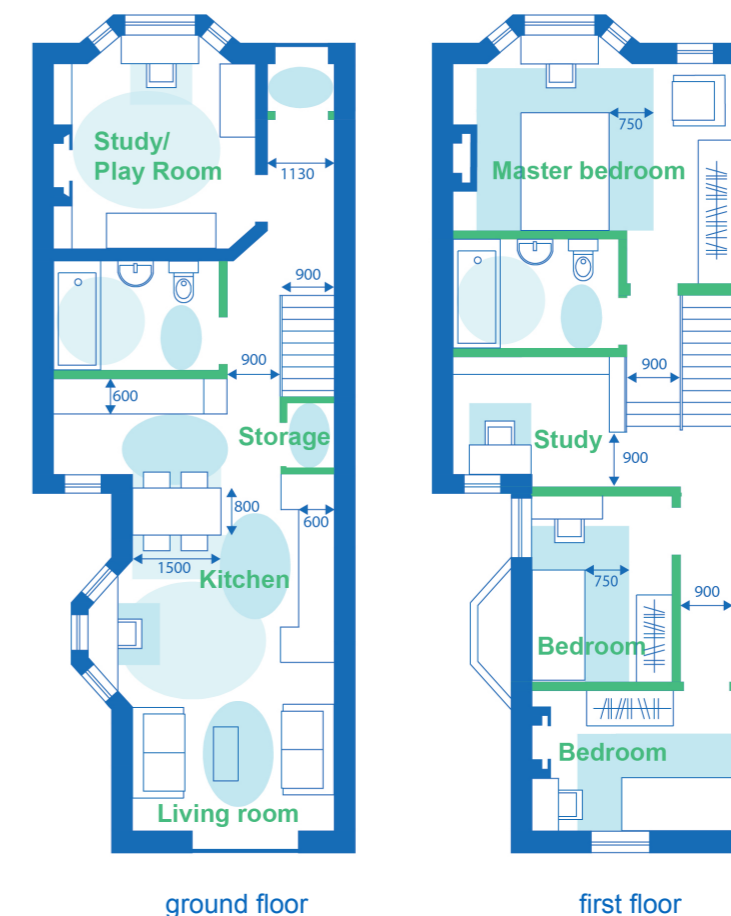 Study/
Play Room
1130
900
900
600
Storage
800
600
1500
Kitchen
Living room
ground floor
750
Master bedroom
900
Study
900
750
900
Bedroom
Bedroom
first floor